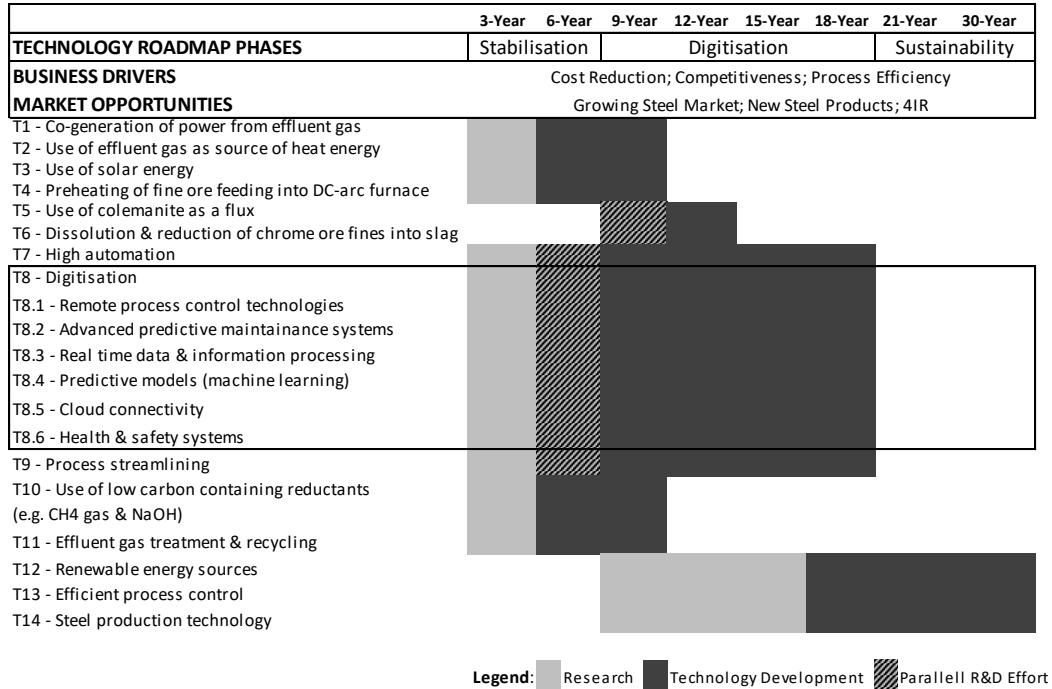 3-Year 6-Year 9-Year 12-Year 15-Year 18-Year 21-Year 30-Year
TECHNOLOGY ROADMAP PHASES Stabilisation Digitisation Sustainability
BUSINESS DRIVERS Cost Reduction; Competitiveness; Process Efficiency
MARKET OPPORTUNITIES Growing Steel Market; New Steel Products; 4IR
T1 - Co-generation of power from effluent gas
T2 - Use of effluent gas as source of heat energy
T3 - Use of solar energy
T4 - Preheating of fine ore feeding into DC-arc furnace
T5 - Use of colemanite as a flux
T6 - Dissolution & reduction of chrome ore fines into slag
T7 - High automation
T8 - Digitisation
T8.1 - Remote process control technologies
T8.2 - Advanced predictive maintainance systems
T8.3 - Real time data & information processing
T8.4 - Predictive models (machine learning)
T8.5 - Cloud connectivity
T8.6 - Health & safety systems
T9 - Process streamlining
T10 - Use of low carbon containing reductants
(e.g. CH4 gas & NaOH)
T11 - Effluent gas treatment & recycling
T12 - Renewable energy sources
T13 - Efficient process control
T14 - Steel production technology
Legend: Research Technology Development Parallell R&D Effort